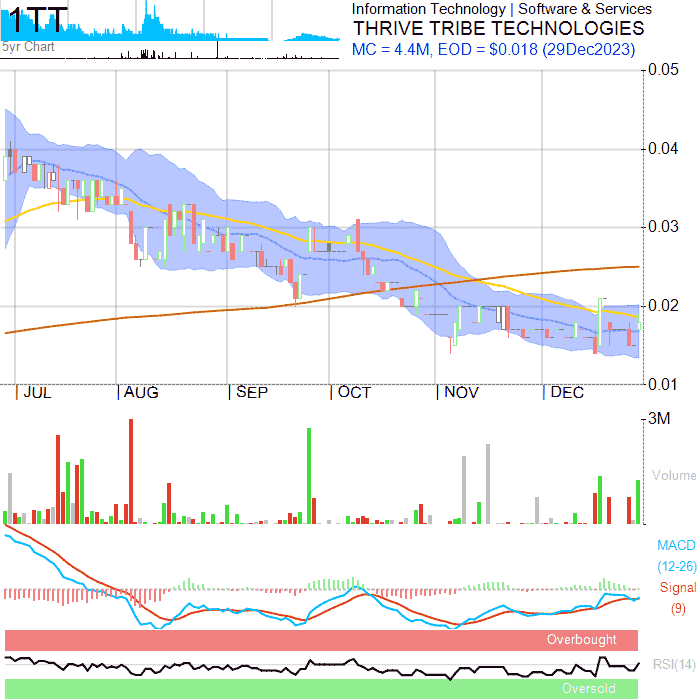 1TT
5yr Chart
Information Technology | Software & Services
THRIVE TRIBE TECHNOLOGIES
MC = 4.4M, EOD = $0.018 (29Dec2023)
0.05
0.04
0.03
0.02
0.01
JUL AUG SEP OCT NOV DEC
3M
Volume
MACD
(12-26)
Signal
(9)
Overbought
RSI(14)
Oversold